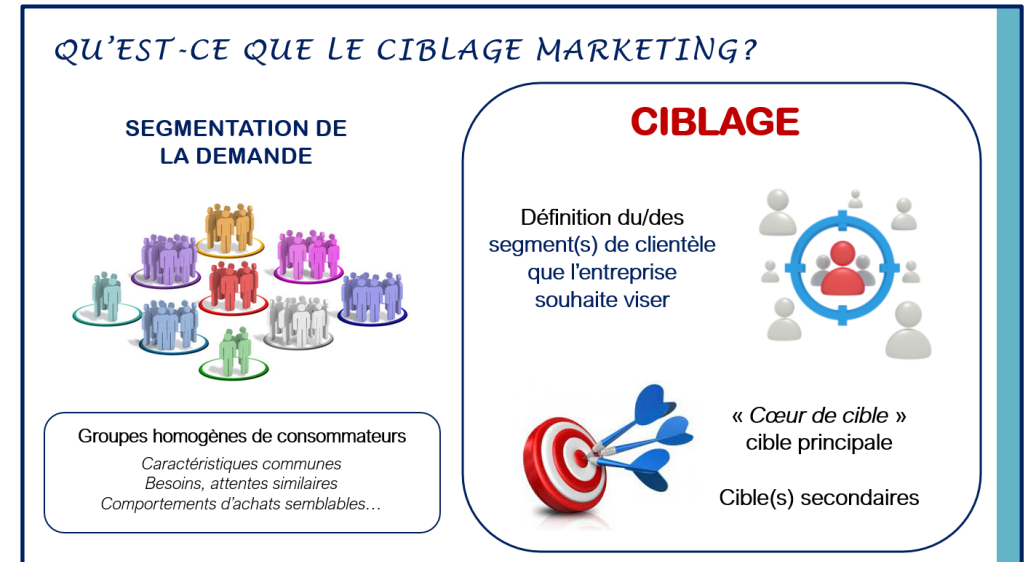 QU'EST-CE QUE LE CIBLAGE MARKETING?
SEGMENTATION DE
LA DEMANDE
Groupes homogènes de consommateurs
Caractéristiques communes
Besoins, attentes similaires
Comportements d'achats semblables…
CIBLAGE
Définition du/des
segment(s) de clientèle
que l'entreprise
souhaite viser
« Cœur de cible »
cible principale
Cible(s) secondaires